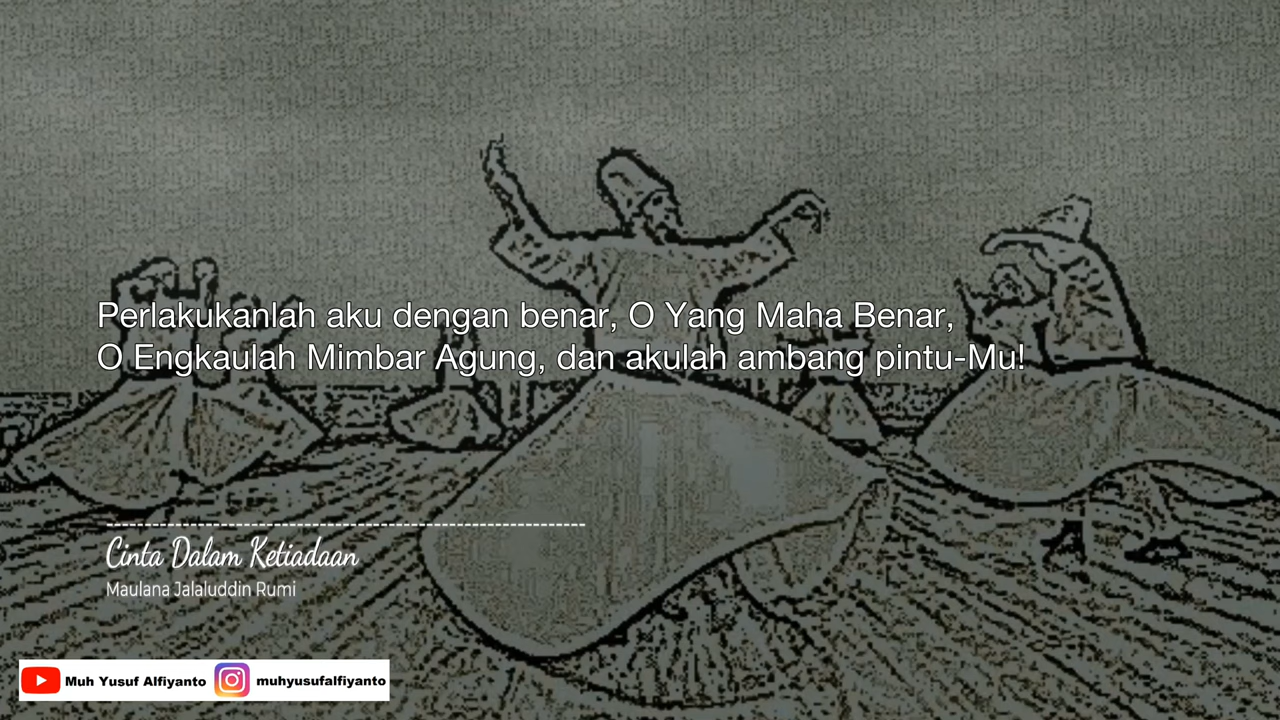 Perlakukanlah aku dengan benar, O Yang Maha Benar,
O Engkaulah Mimbar Agung, dan akulah ambang pintu-Mu!
Cinta Dalam Ketiadaan
Maulana Jalaluddin Rumi
Muh Yusuf Alfiyanto muhyusufalfiyanto